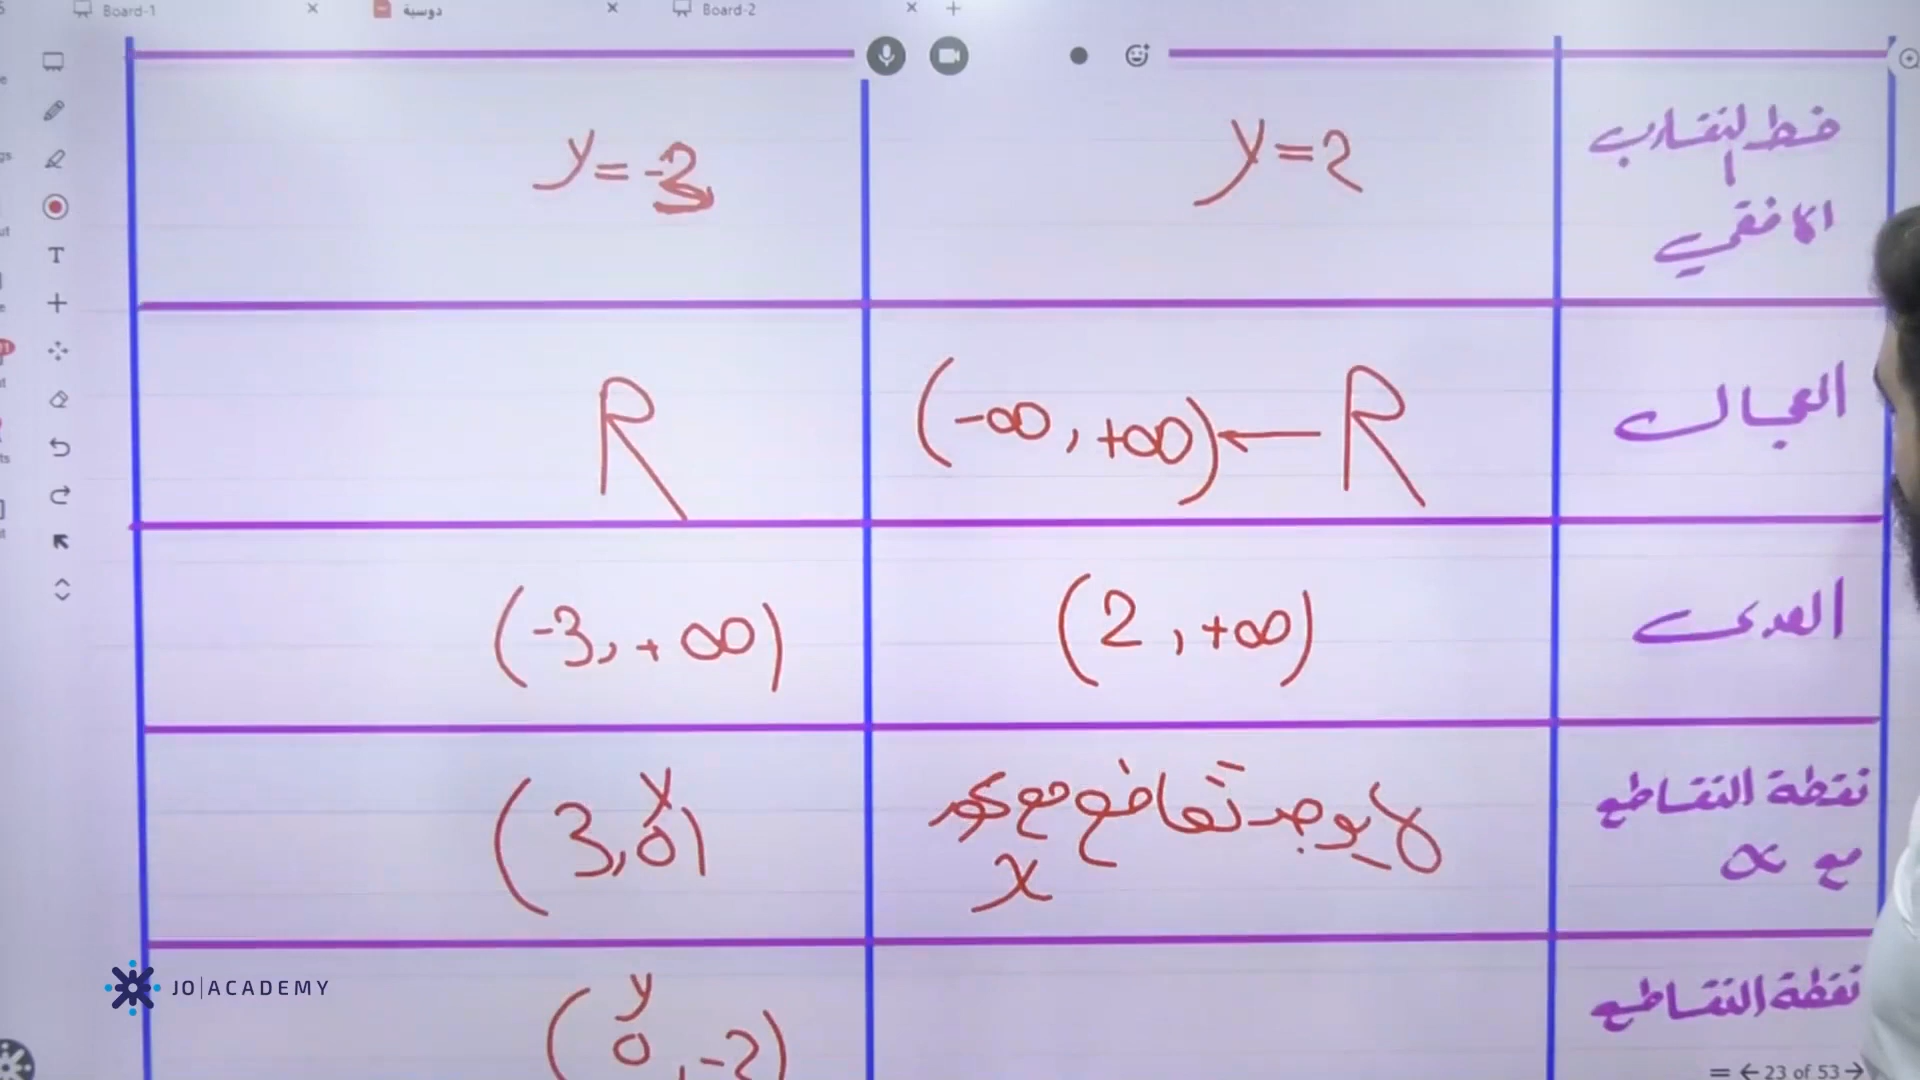 Board-1
دوسية
Board-2
خط التقارب
الافقي
y = 2
y = -3
المجال
R
(-∞, +∞)
R
المدى
(2, +∞)
(-3, +∞)
نقطة التقاطع
مع x
لا يوجد تقاطع مع محور
x
y
(3, 0)
نقطة التقاطع
y
(0, -2)
JO|ACADEMY
23 of 53